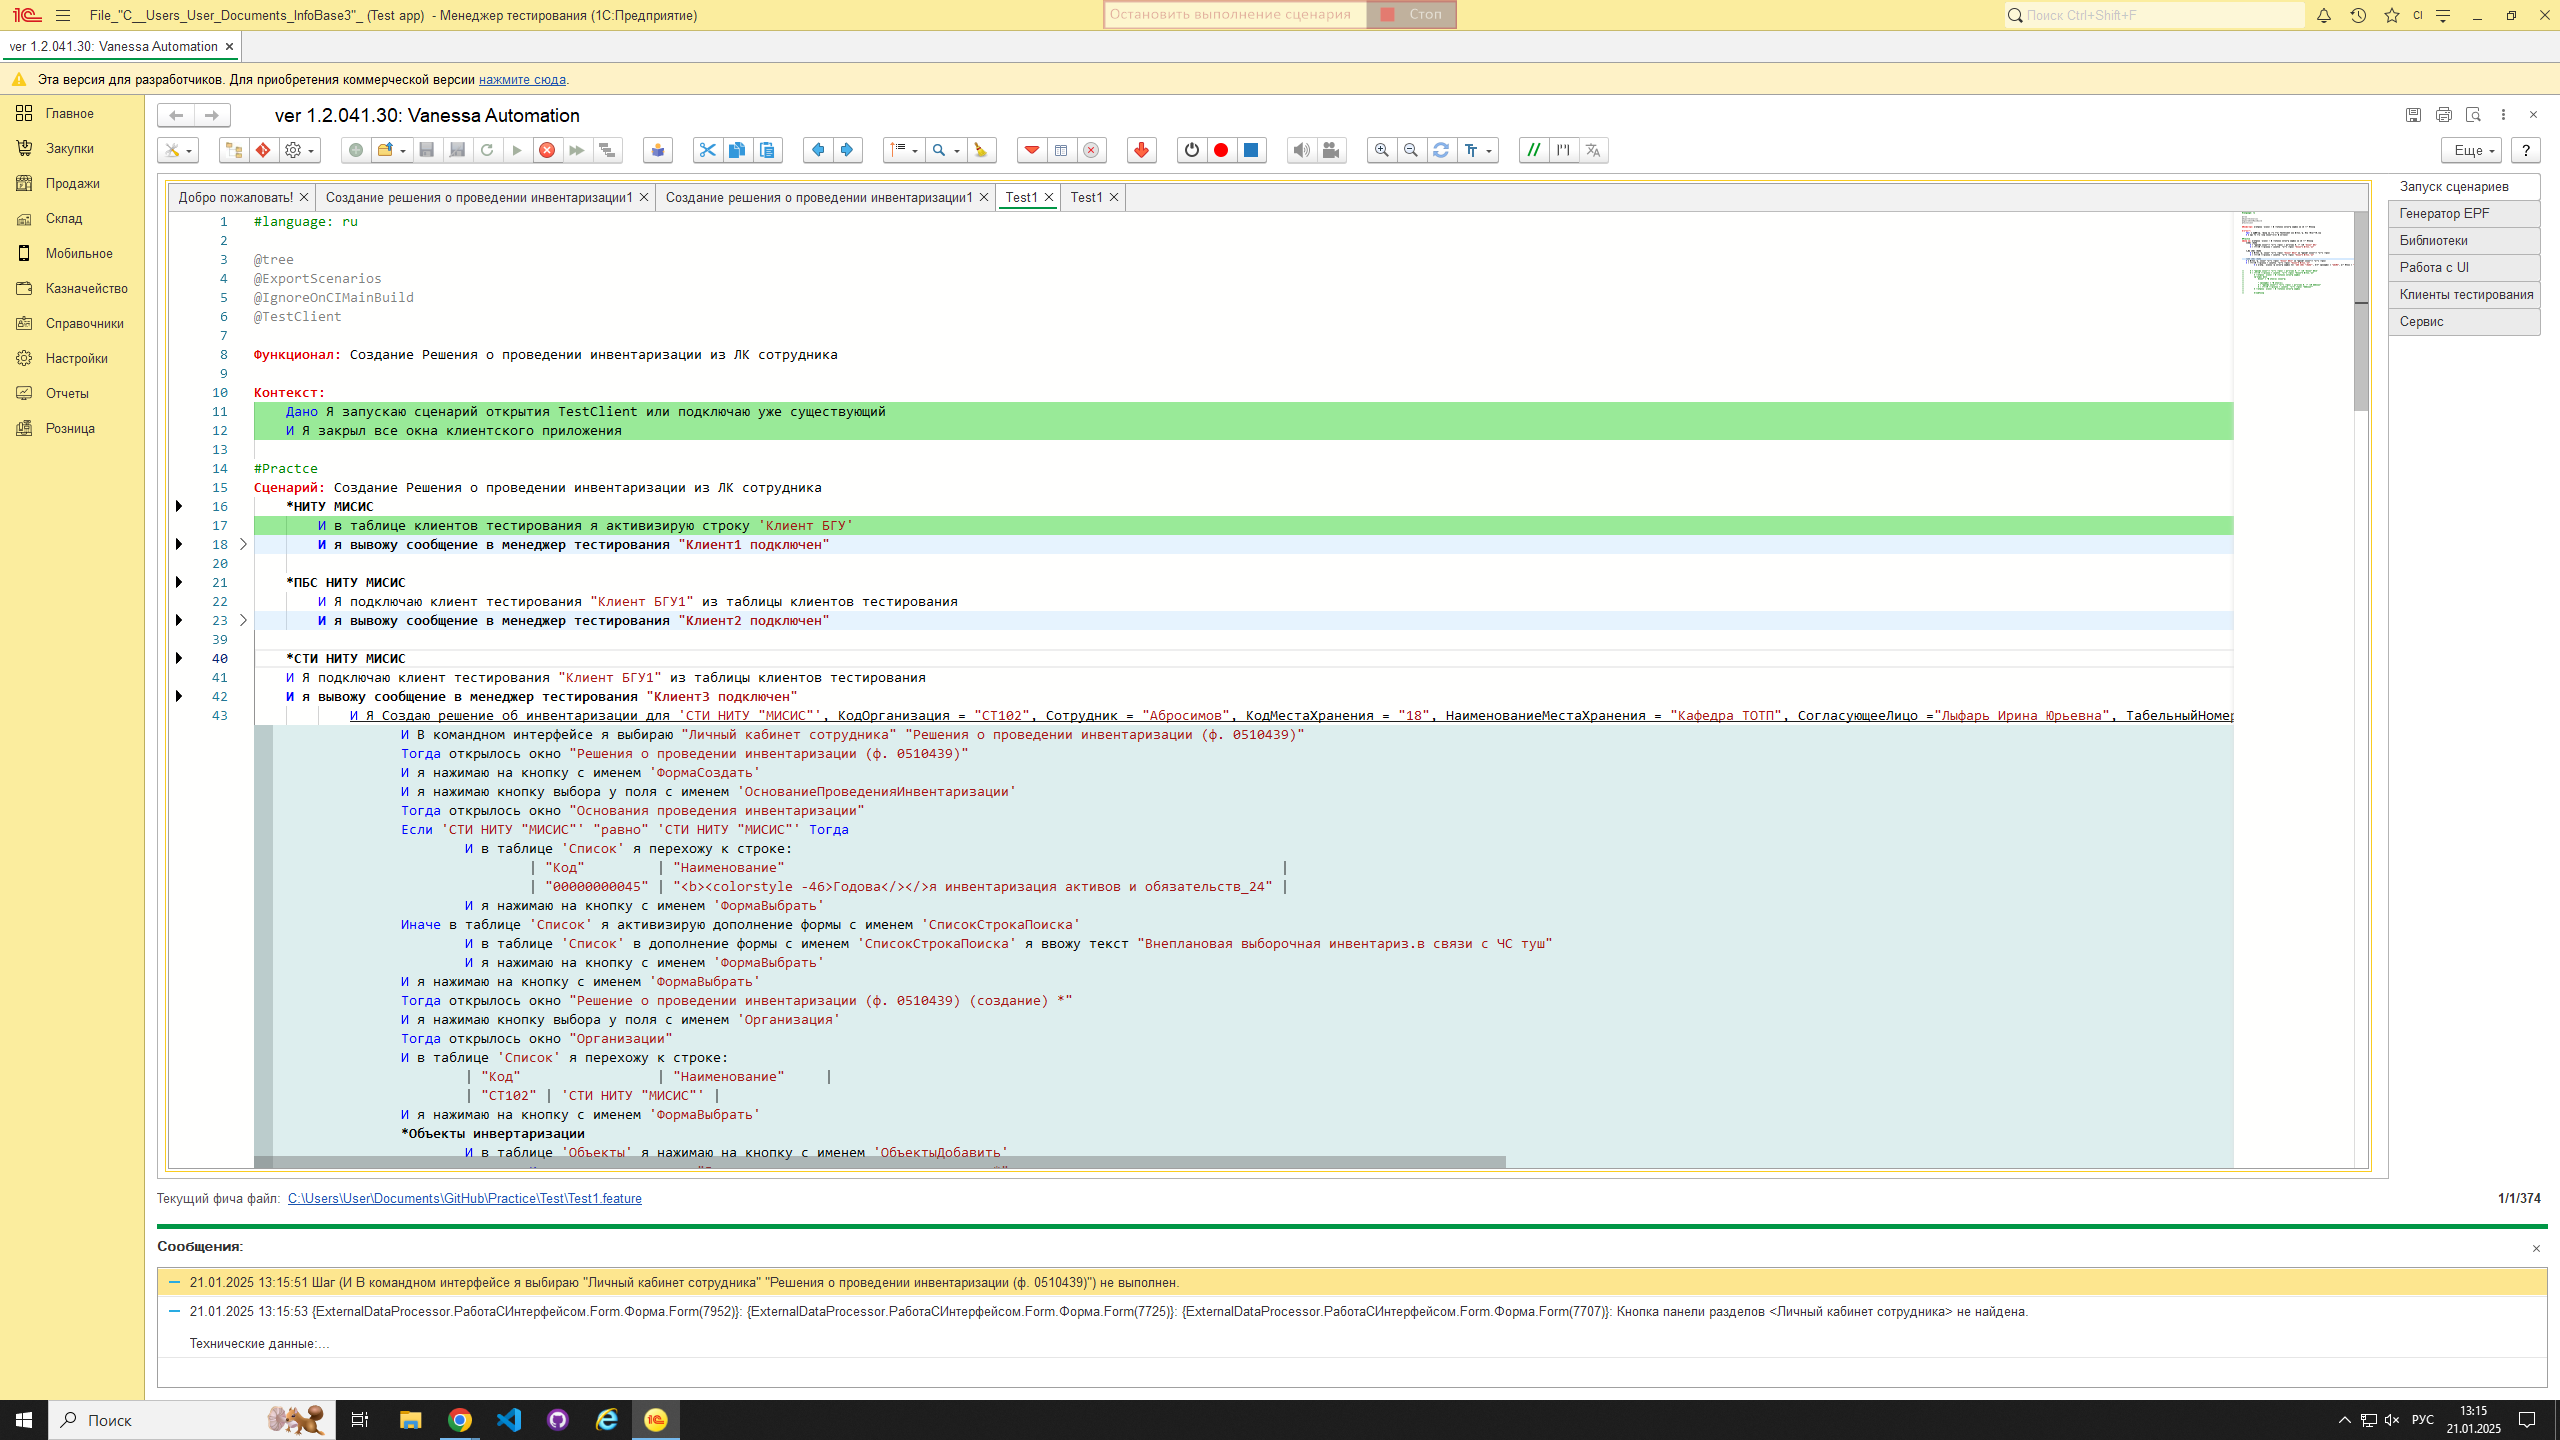 File_"C__Users_User_Documents_InfoBase3"_ (Test app) - Менеджер тестирования (1С:Предприятие)
Остановить выполнение сценария Стоп
Поиск Ctrl+Shift+F
CI
ver 1.2.041.30: Vanessa Automation
Эта версия для разработчиков. Для приобретения коммерческой версии нажмите сюда.
Главное
Закупки
Продажи
Склад
Мобильное
Казначейство
Справочники
Настройки
Отчеты
Розница
ver 1.2.041.30: Vanessa Automation
Еще ?
Добро пожаловать! Создание решения о проведении инвентаризации1 Создание решения о проведении инвентаризации1 Test1 Test1
Запуск сценариев
Генератор EPF
Библиотеки
Работа с UI
Клиенты тестирования
Сервис
1 #language: ru
2
3 @tree
4 @ExportScenarios
5 @IgnoreOnCIMainBuild
6 @TestClient
7
8 Функционал: Создание Решения о проведении инвентаризации из ЛК сотрудника
9
10 Контекст:
11 Дано Я запускаю сценарий открытия TestClient или подключаю уже существующий
12 И Я закрыл все окна клиентского приложения
13
14 #Practce
15 Сценарий: Создание Решения о проведении инвентаризации из ЛК сотрудника
16 *НИТУ МИСИС
17 И в таблице клиентов тестирования я активизирую строку 'Клиент БГУ'
18 И я вывожу сообщение в менеджер тестирования "Клиент1 подключен"
20
21 *ПБС НИТУ МИСИС
22 И Я подключаю клиент тестирования "Клиент БГУ1" из таблицы клиентов тестирования
23 И я вывожу сообщение в менеджер тестирования "Клиент2 подключен"
39
40 *СТИ НИТУ МИСИС
41 И Я подключаю клиент тестирования "Клиент БГУ1" из таблицы клиентов тестирования
42 И я вывожу сообщение в менеджер тестирования "Клиент3 подключен"
43 И Я Создаю решение об инвентаризации для 'СТИ НИТУ "МИСИС"', КодОрганизация = "СТ102", Сотрудник = "Абросимов", КодМестаХранения = "18", НаименованиеМестаХранения = "Кафедра ТОТП", СогласующееЛицо ="Лыфарь Ирина Юрьевна", ТабельныйНомер
И В командном интерфейсе я выбираю "Личный кабинет сотрудника" "Решения о проведении инвентаризации (ф. 0510439)"
Тогда открылось окно "Решения о проведении инвентаризации (ф. 0510439)"
И я нажимаю на кнопку с именем 'ФормаСоздать'
И я нажимаю кнопку выбора у поля с именем 'ОснованиеПроведенияИнвентаризации'
Тогда открылось окно "Основания проведения инвентаризации"
Если 'СТИ НИТУ "МИСИС"' "равно" 'СТИ НИТУ "МИСИС"' Тогда
И в таблице 'Список' я перехожу к строке:
| "Код" | "Наименование" |
| "00000000045" | "<b><colorstyle -46>Годова</></>я инвентаризация активов и обязательств_24" |
И я нажимаю на кнопку с именем 'ФормаВыбрать'
Иначе в таблице 'Список' я активизирую дополнение формы с именем 'СписокСтрокаПоиска'
И в таблице 'Список' в дополнение формы с именем 'СписокСтрокаПоиска' я ввожу текст "Внеплановая выборочная инвентариз.в связи с ЧС туш"
И я нажимаю на кнопку с именем 'ФормаВыбрать'
И я нажимаю на кнопку с именем 'ФормаВыбрать'
Тогда открылось окно "Решение о проведении инвентаризации (ф. 0510439) (создание) *"
И я нажимаю кнопку выбора у поля с именем 'Организация'
Тогда открылось окно "Организации"
И в таблице 'Список' я перехожу к строке:
| "Код" | "Наименование" |
| "СТ102" | 'СТИ НИТУ "МИСИС"' |
И я нажимаю на кнопку с именем 'ФормаВыбрать'
*Объекты инвертаризации
И в таблице 'Объекты' я нажимаю на кнопку с именем 'ОбъектыДобавить'
Текущий фича файл: C:\Users\User\Documents\GitHub\Practice\Test\Test1.feature
1/1/374
Сообщения:
21.01.2025 13:15:51 Шаг (И В командном интерфейсе я выбираю "Личный кабинет сотрудника" "Решения о проведении инвентаризации (ф. 0510439)") не выполнен.
21.01.2025 13:15:53 {ExternalDataProcessor.РаботаСИнтерфейсом.Form.Форма.Form(7952)}: {ExternalDataProcessor.РаботаСИнтерфейсом.Form.Форма.Form(7725)}: {ExternalDataProcessor.РаботаСИнтерфейсом.Form.Форма.Form(7707)}: Кнопка панели разделов <Личный кабинет сотрудника> не найдена.
Технические данные:...
Поиск
РУС
13:15
21.01.2025